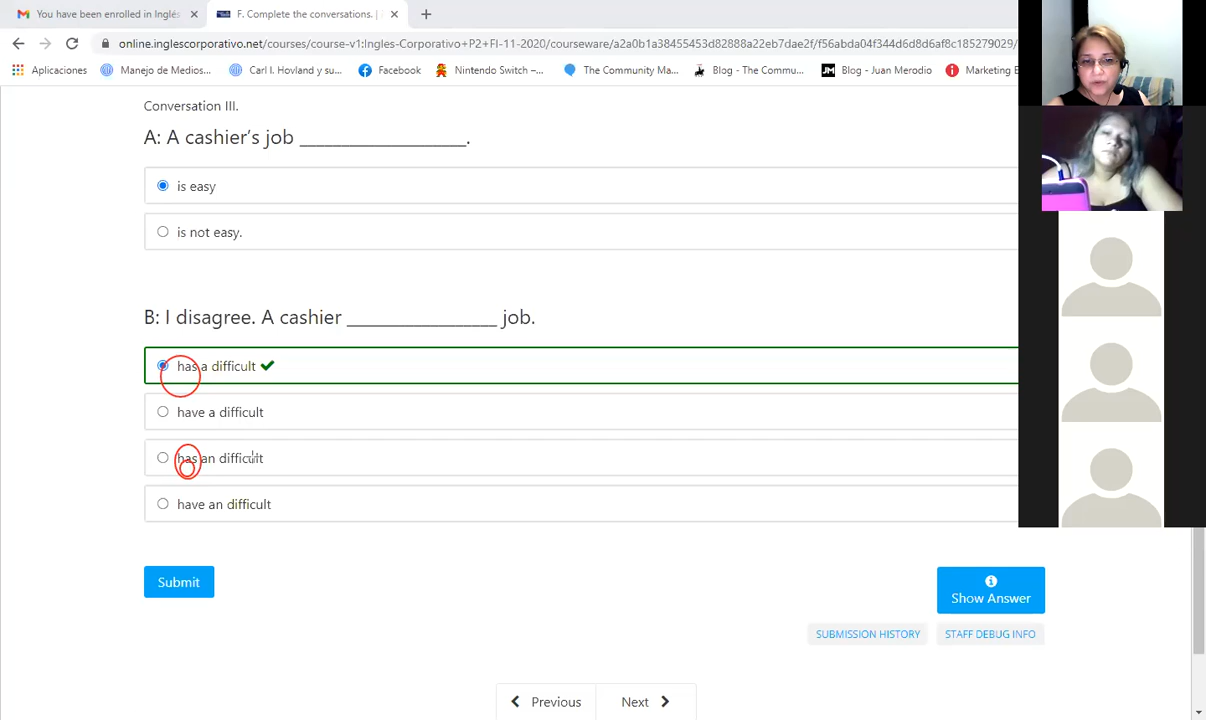 You have been enrolled in Inglés
F. Complete the conversations. |
online.inglescorporativo.net/courses/course-v1:Ingles-Corporativo+P2+FI-11-2020/courseware/a2a0b1a38455453d82888a22eb7dae2f/f56abda04f344d6d8d6af8c185279029/
Aplicaciones
Manejo de Medios...
Carl I. Hovland y su...
Facebook
Nintendo Switch –...
The Community Ma...
Blog - The Commu...
JM Blog - Juan Merodio
Marketing E
Conversation III.
A: A cashier’s job ___________________.
is easy
is not easy.
B: I disagree. A cashier _________________ job.
has a difficult
have a difficult
has an difficult
have an difficult
Submit
Show Answer
SUBMISSION HISTORY
STAFF DEBUG INFO
Previous
Next